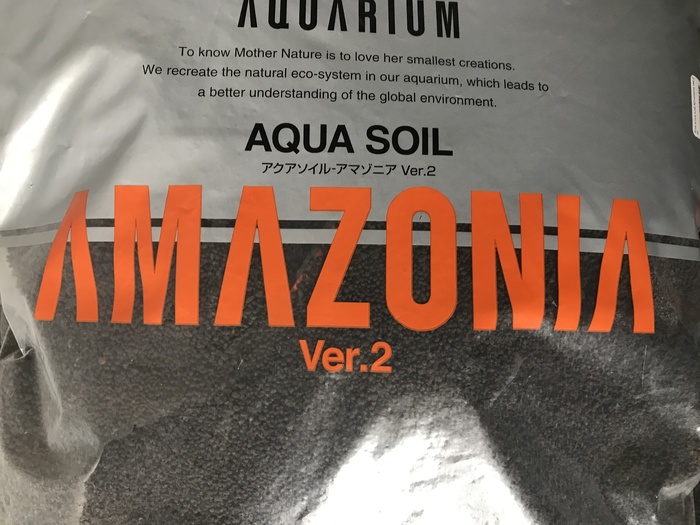 AQUARIUM
To know Mother Nature is to love her smallest creations.
We recreate the natural eco-system in our aquarium, which leads to
a better understanding of the global environment.
AQUA SOIL
アクアソイル-アマゾニア Ver.2
AMAZONIA
Ver.2